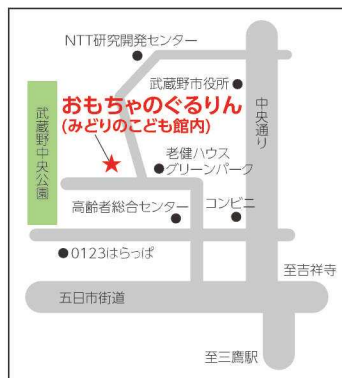 NTT研究開発センター
武蔵野市役所
中央通り
武蔵野中央公園
おもちゃのぐるりん
(みどりのこども館内)
老健ハウス
グリーンパーク
高齢者総合センター
コンビニ
0123はらっぱ
至吉祥寺
五日市街道
至三鷹駅